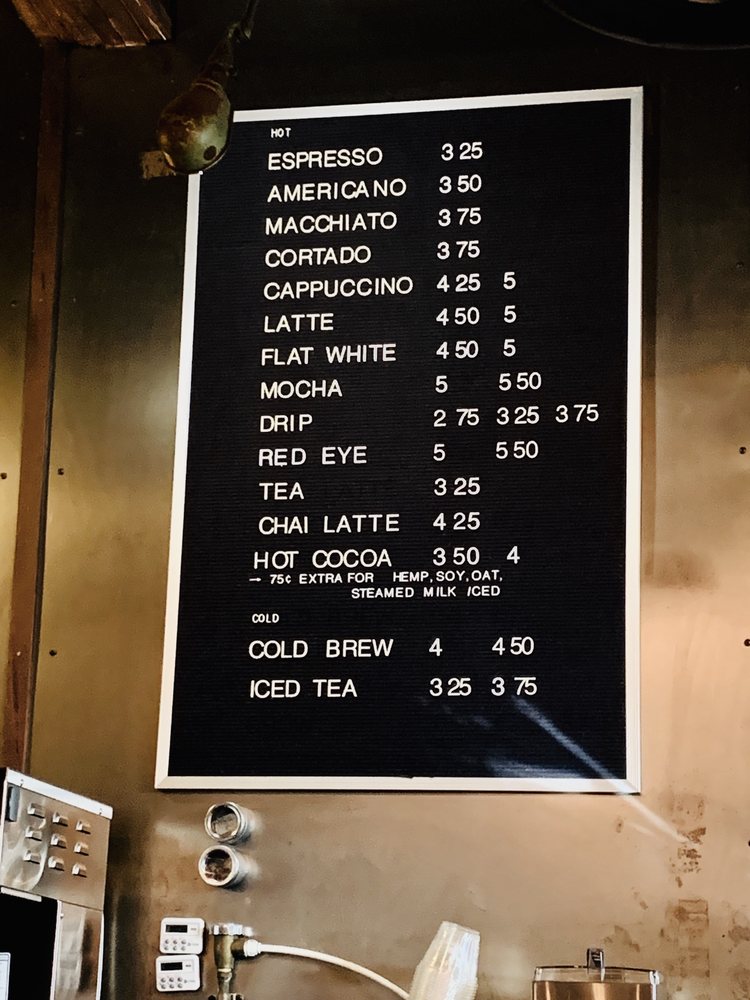 HOT
ESPRESSO 3 25
AMERICANO 3 50
MACCHIATO 3 75
CORTADO 3 75
CAPPUCCINO 4 25 5
LATTE 4 50 5
FLAT WHITE 4 50 5
MOCHA 5 5 50
DRIP 2 75 3 25 3 75
RED EYE 5 5 50
TEA 3 25
CHAI LATTE 4 25
HOT COCOA 3 50 4
→ 75¢ EXTRA FOR HEMP, SOY, OAT,
STEAMED MILK ICED
COLD
COLD BREW 4 4 50
ICED TEA 3 25 3 75